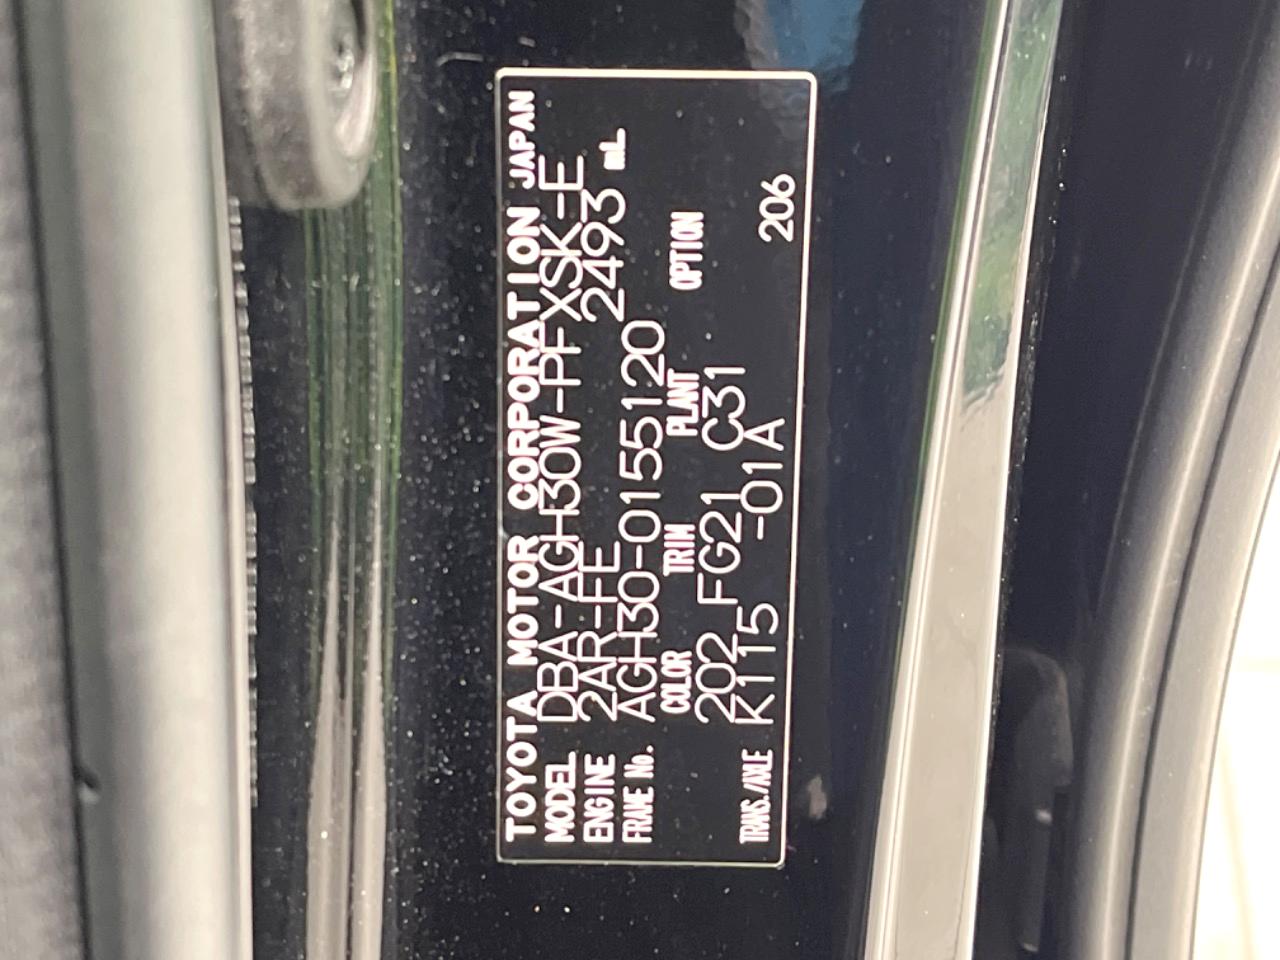 TOYOTA MOTOR CORPORATION JAPAN
MODEL DBA-AGH30W-PFXSK-E
ENGINE 2AR-FE 2493 mL
FRAME No. AGH30-0155120
COLOR TRIM PLANT OPTION
202 FG21 C31
TRANS./AXLE K115 -01A 206